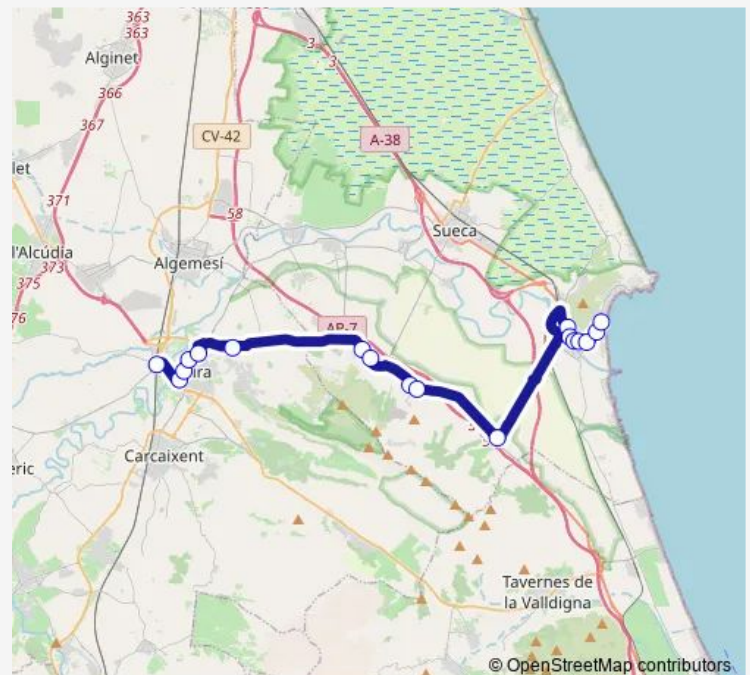 363
363
3
3
Alginet
366
367
CV-42
A-38
let
371
58
Sueca
l'Alcúdia
373
Algemesí
375
76
AP-7
ira
Carcaixent
eric
Tavernes de
la Valldigna
© OpenStreetMap contributors